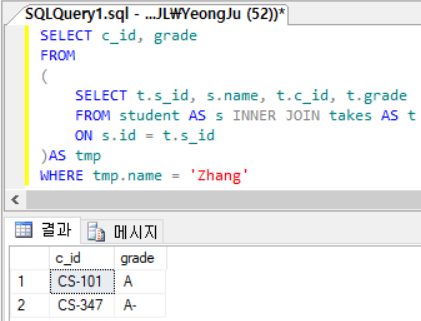 SQLQuery1.sql - ...JL₩YeongJu (52))*
SELECT c_id, grade
FROM
(
SELECT t.s_id, s.name, t.c_id, t.grade
FROM student AS s INNER JOIN takes AS t
ON s.id = t.s_id
)AS tmp
WHERE tmp.name = 'Zhang'
결과 메시지
c_id grade
1 CS-101 A
2 CS-347 A-